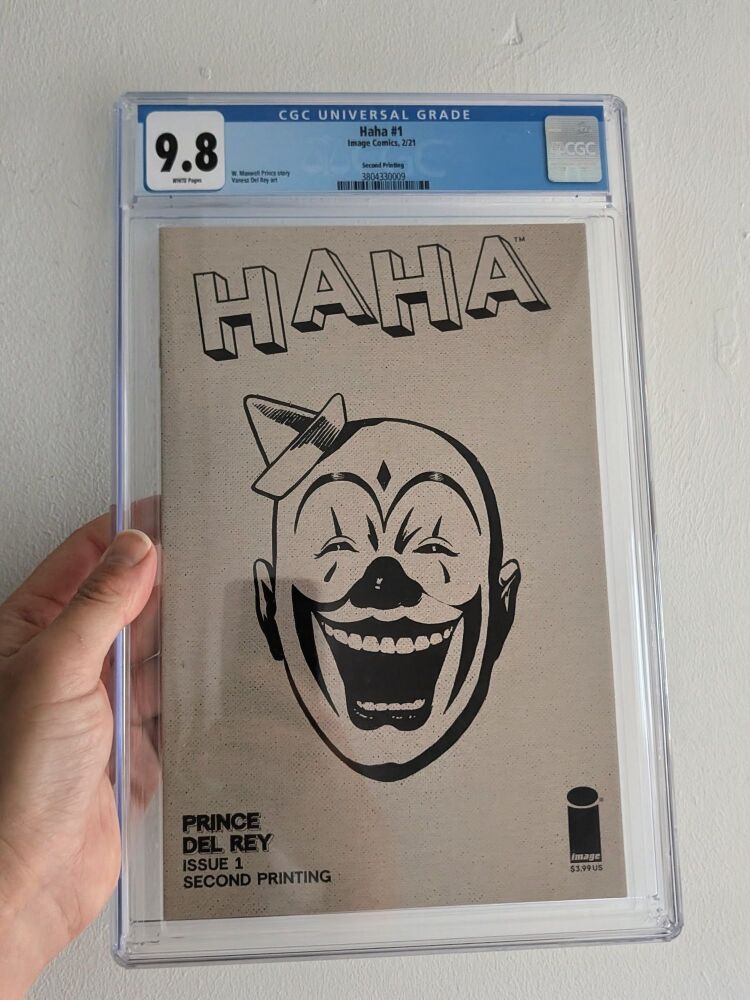 CGC UNIVERSAL GRADE
9.8
WHITE Pages
Haha #1
Image Comics, 2/21
Second Printing
W. Maxwell Prince story
Vanesa Del Rey art
3804330009
CGC
HAHA™
PRINCE
DEL REY
ISSUE 1
SECOND PRINTING
image
$3.99 US